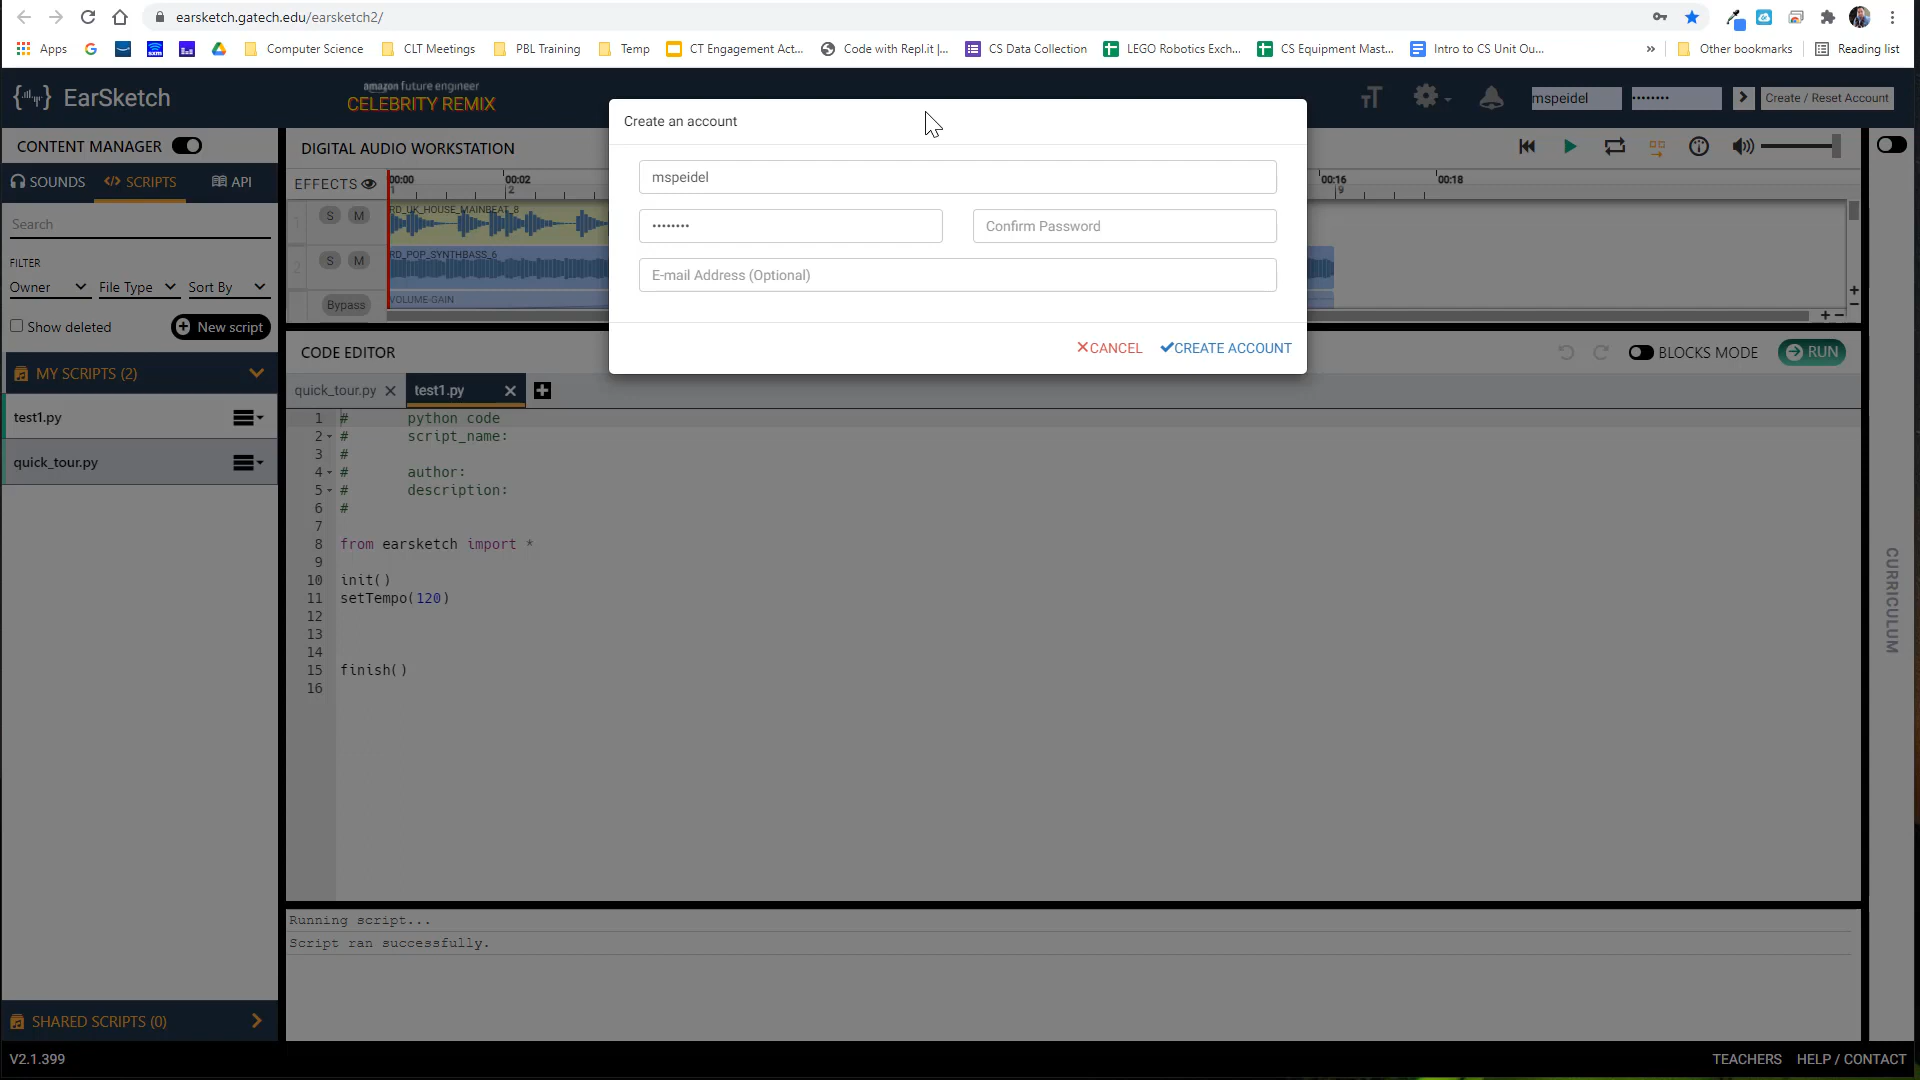 earsketch.gatech.edu/earsketch2/
Apps
Computer Science
CLT Meetings
PBL Training
Temp
CT Engagement Act...
Code with Repl.it |...
CS Data Collection
LEGO Robotics Exch...
CS Equipment Mast...
Intro to CS Unit Ou...
»
Other bookmarks
Reading list
EarSketch
amazon future engineer
CELEBRITY REMIX
mspeidel
••••••••
Create / Reset Account
Create an account
mspeidel
••••••••
Confirm Password
E-mail Address (Optional)
CANCEL
CREATE ACCOUNT
CONTENT MANAGER
SOUNDS
SCRIPTS
API
Search
FILTER
Owner
File Type
Sort By
Show deleted
New script
MY SCRIPTS (2)
test1.py
quick_tour.py
SHARED SCRIPTS (0)
DIGITAL AUDIO WORKSTATION
EFFECTS
00:00
00:02
00:16
00:18
1
2
9
1
S
M
RD_UK_HOUSE_MAINBEAT_8
2
S
M
RD_POP_SYNTHBASS_6
Bypass
VOLUME-GAIN
CODE EDITOR
BLOCKS MODE
RUN
quick_tour.py
test1.py
1 # python code
2 # script_name:
3 #
4 # author:
5 # description:
6 #
7
8 from earsketch import *
9
10 init()
11 setTempo(120)
12
13
14
15 finish()
16
Running script...
Script ran successfully.
CURRICULUM
V2.1.399
TEACHERS
HELP / CONTACT